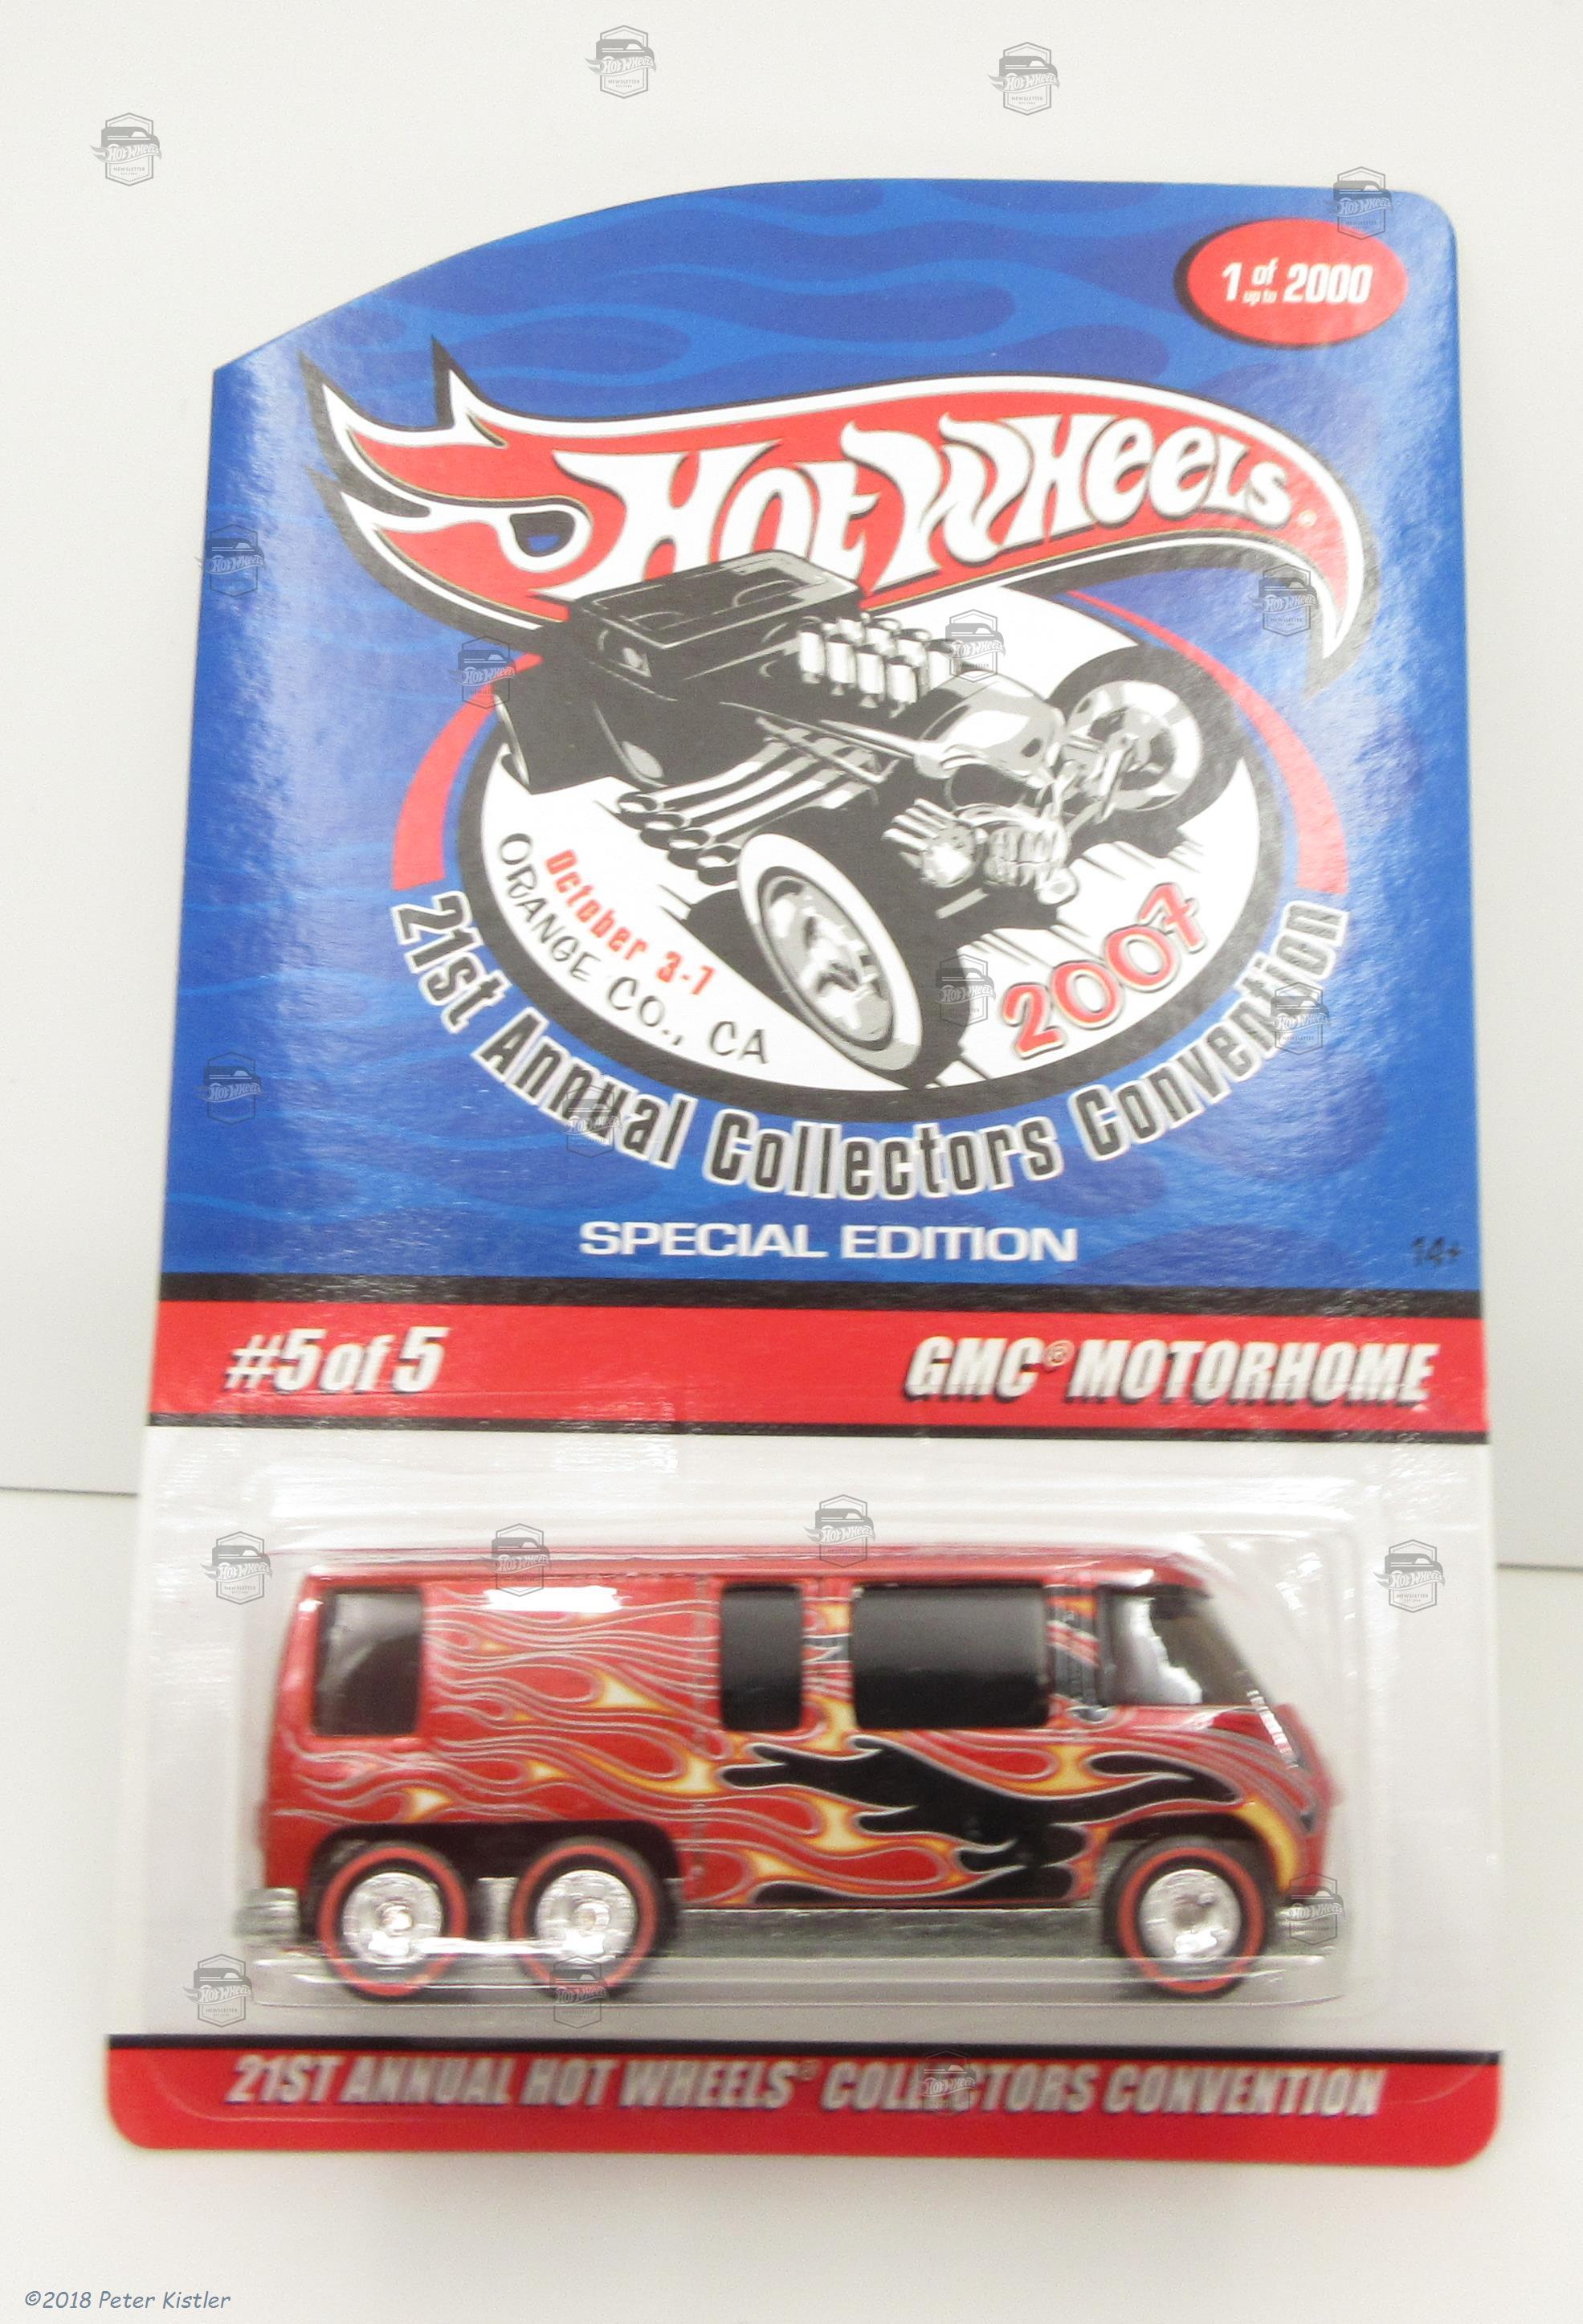 1 of up to 2000
Hot Wheels
October 3-7
ORANGE CO., CA
2007
21st Annual Collectors Convention
SPECIAL EDITION
14+
#5 of 5
GMC® MOTORHOME
21ST ANNUAL HOT WHEELS® COLLECTORS CONVENTION
©2018 Peter Kistler